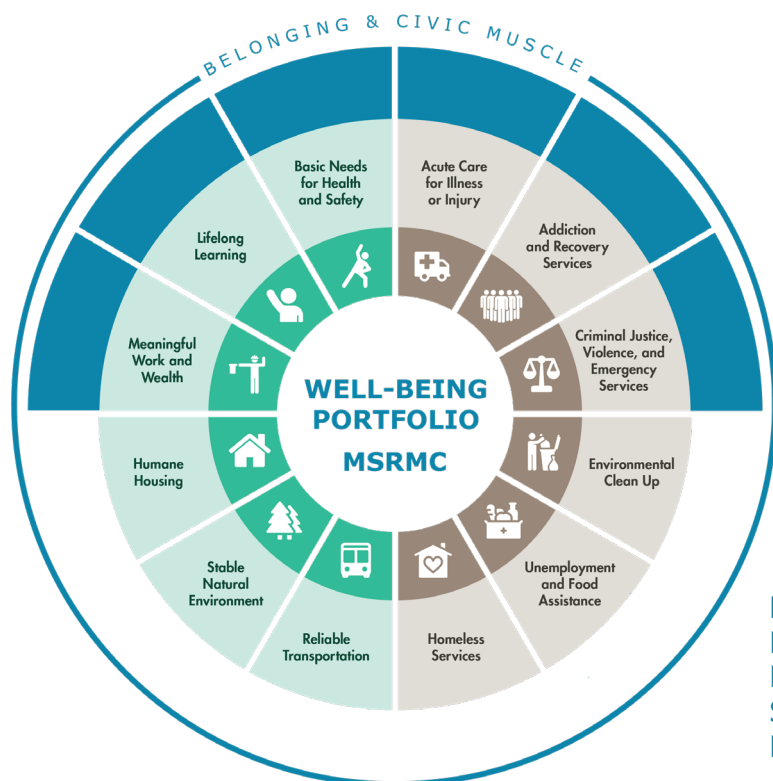 BELONGING & CIVIC MUSCLE
Basic Needs
for Health
and Safety
Acute Care
for Illness
or Injury
Lifelong
Learning
Addiction
and Recovery
Services
Meaningful
Work and
Wealth
Criminal Justice,
Violence, and
Emergency
Services
WELL-BEING
PORTFOLIO
MSRMC
Humane
Housing
Environmental
Clean Up
Stable
Natural
Environment
Unemployment
and Food
Assistance
Reliable
Transportation
Homeless
Services